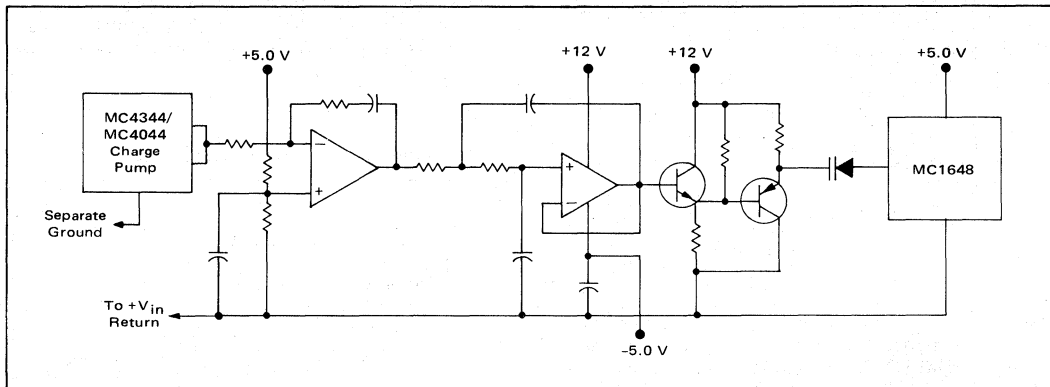 +5.0 V
+12 V
+12 V
+5.0 V
MC4344/
MC4044
Charge
Pump
−
+
+
−
MC1648
Separate
Ground
To +Vin
Return
−5.0 V